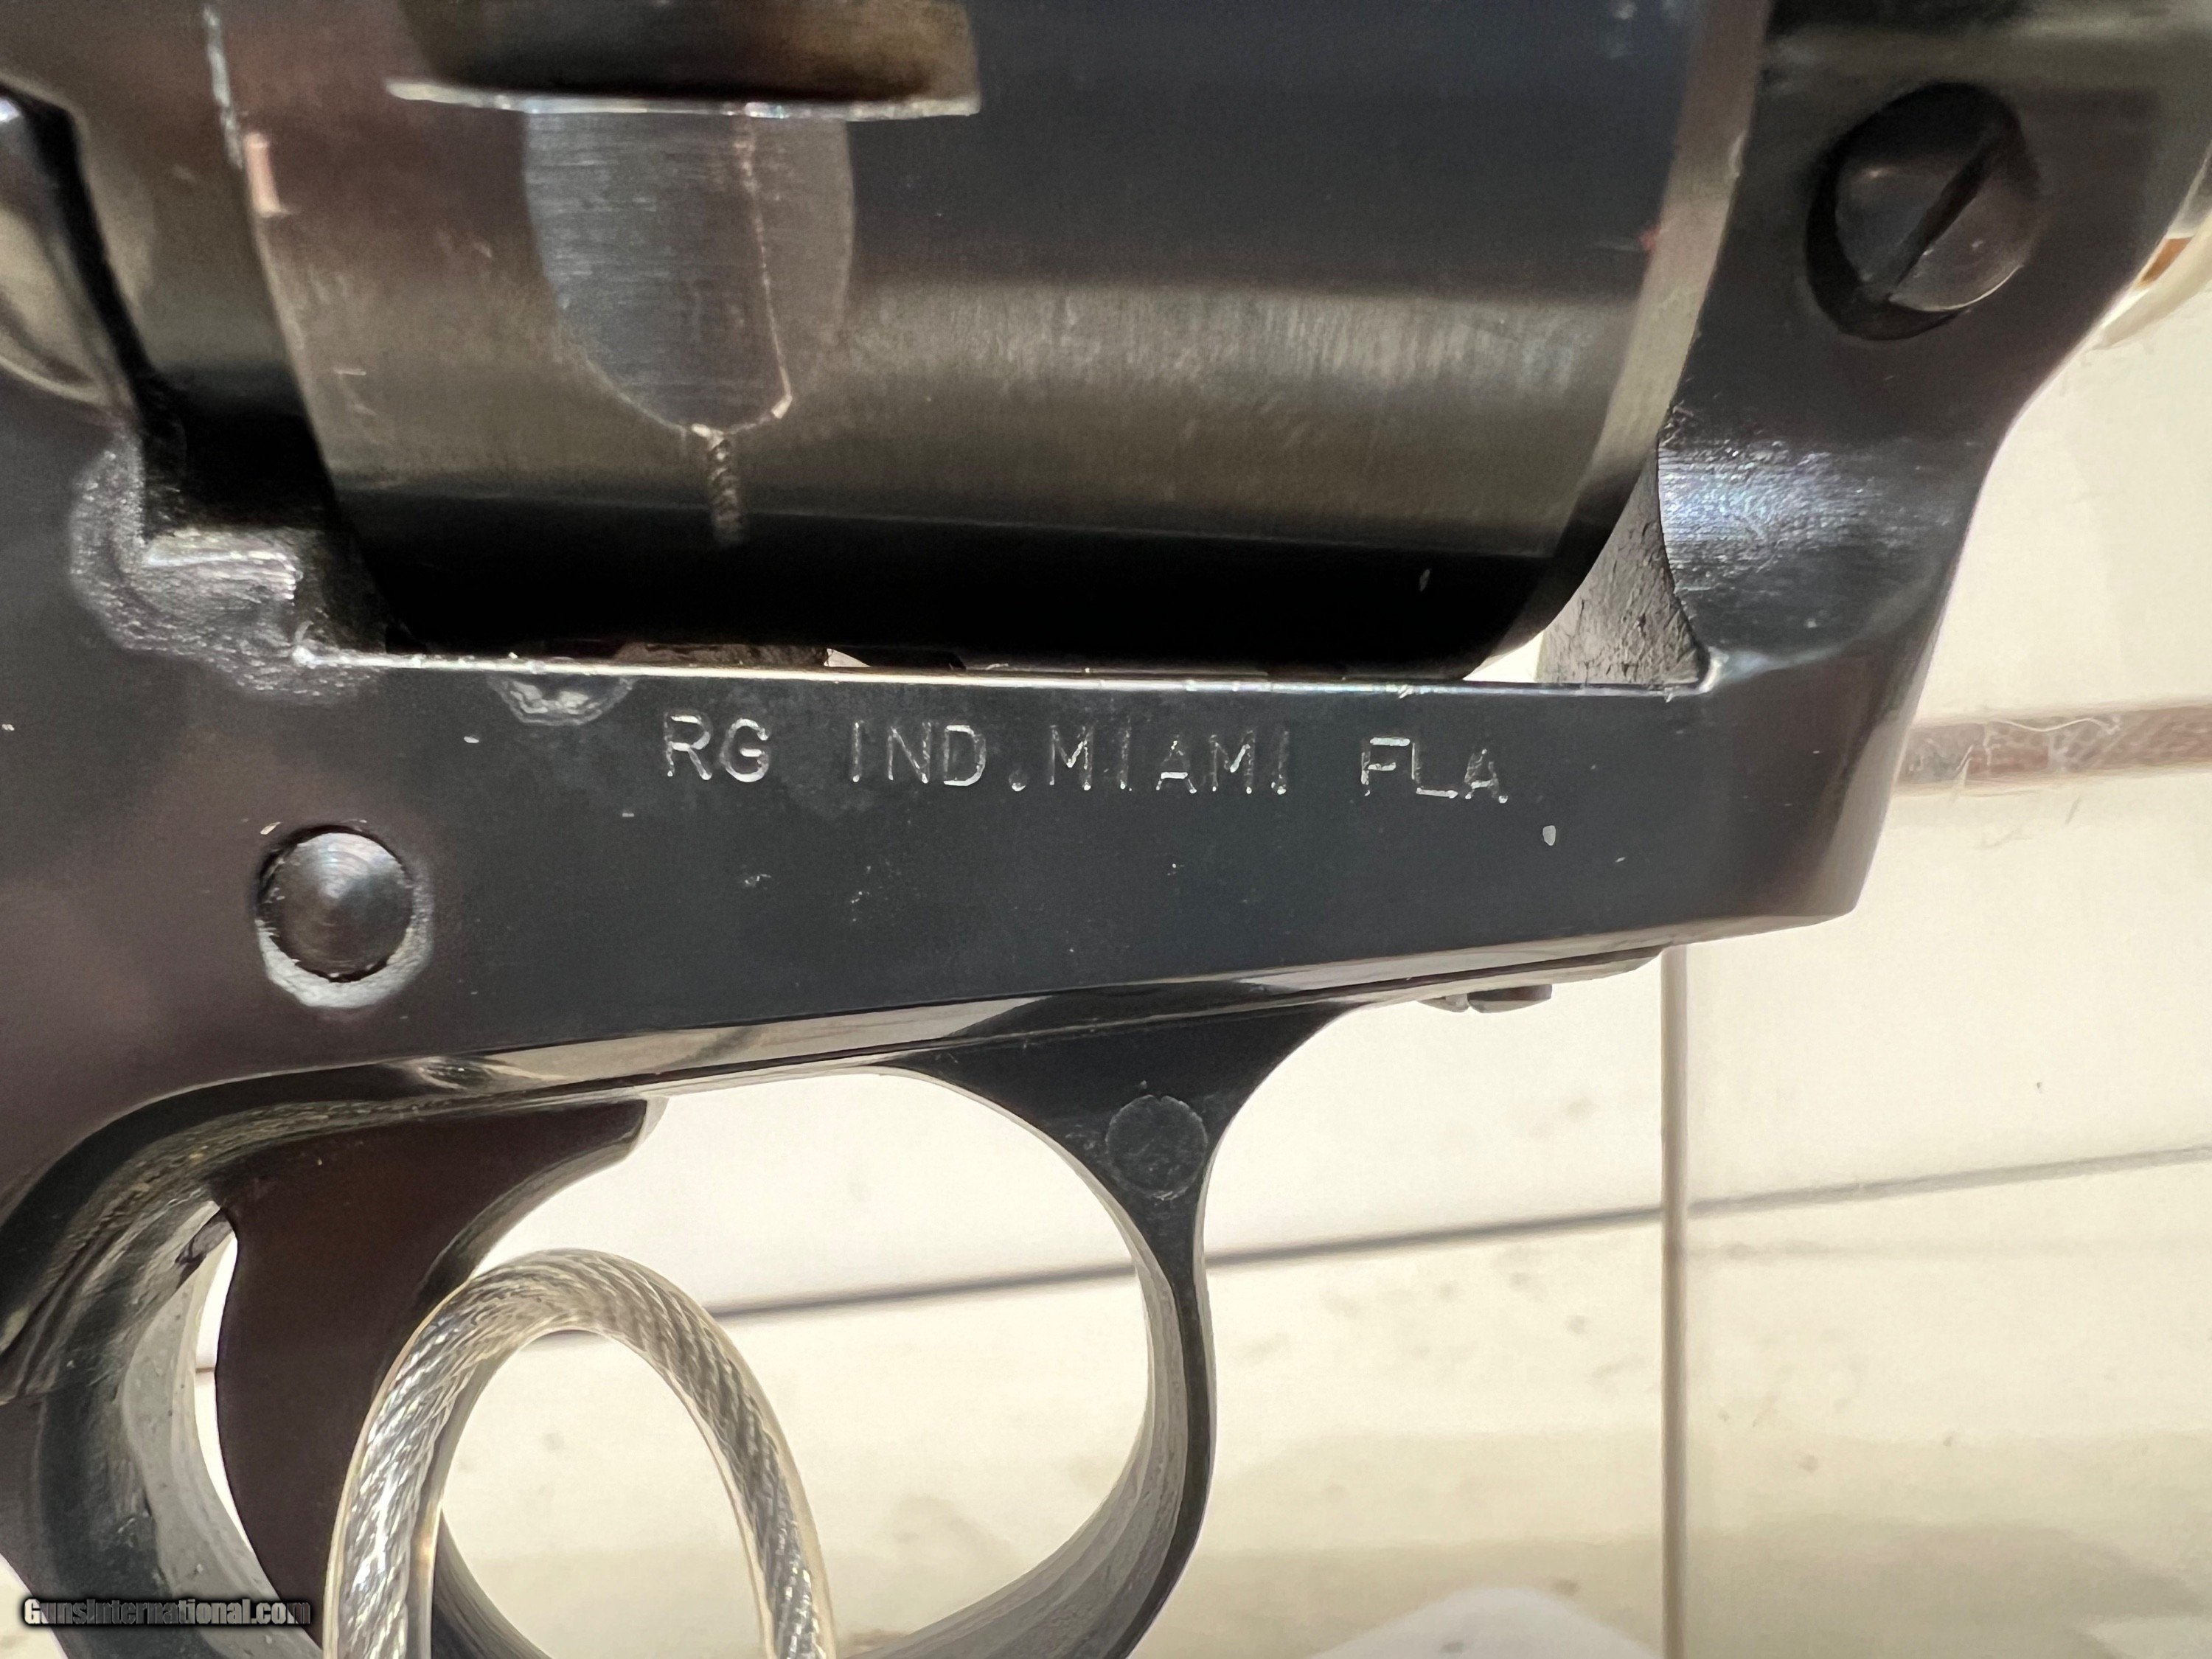 RG IND. MIAMI FLA.
GunsInternational.com